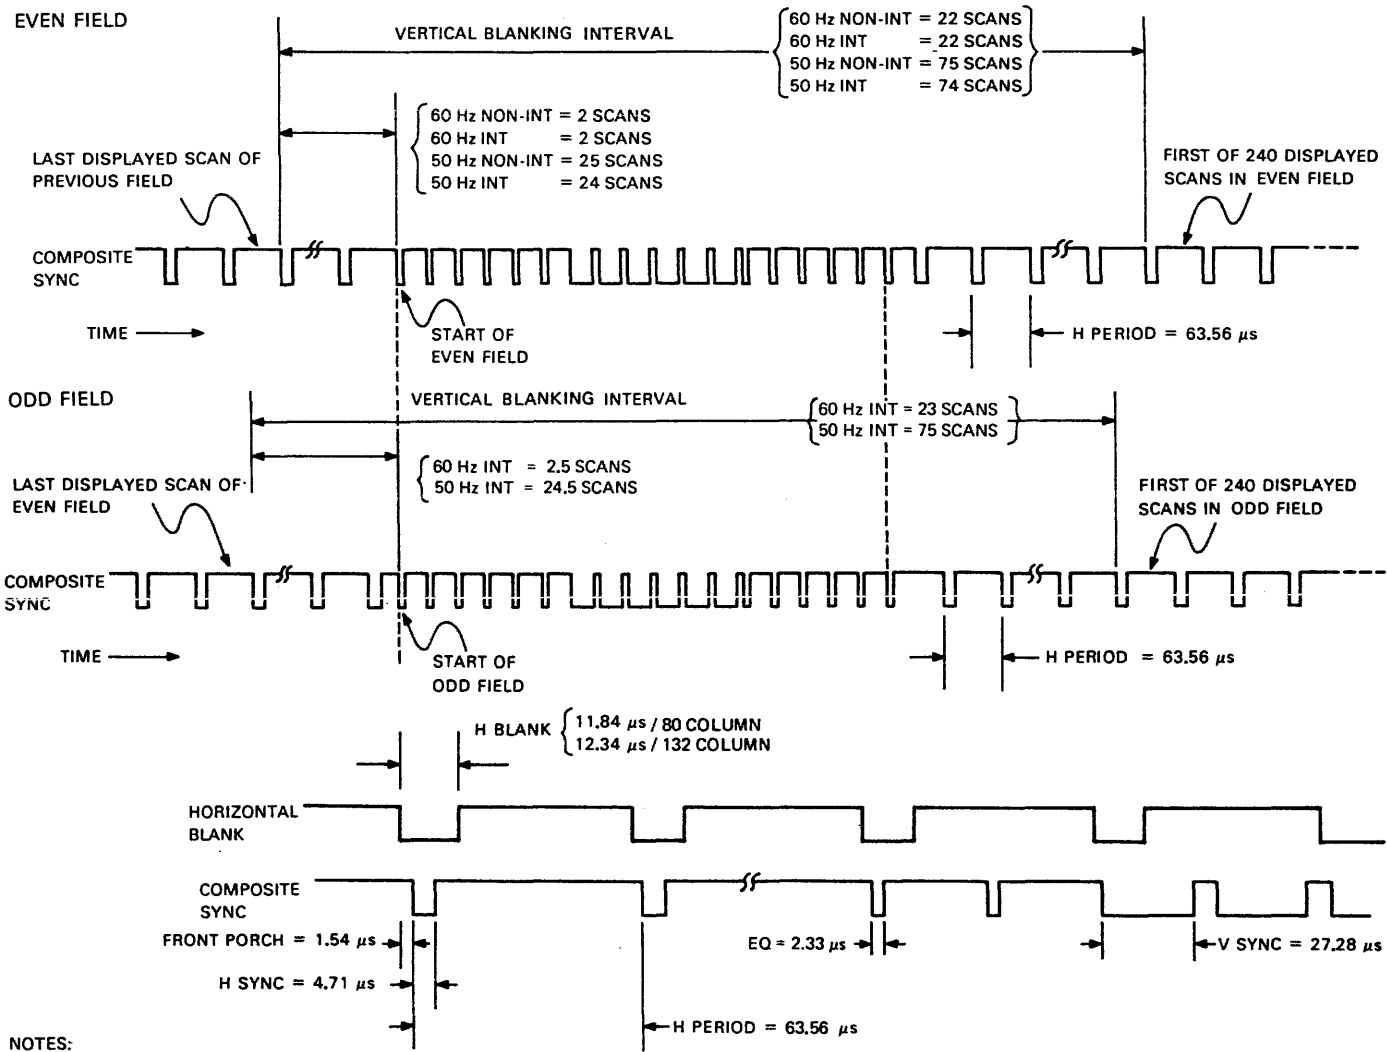 EVEN FIELD
VERTICAL BLANKING INTERVAL
60 Hz NON-INT = 22 SCANS
60 Hz INT = 22 SCANS
50 Hz NON-INT = 75 SCANS
50 Hz INT = 74 SCANS
60 Hz NON-INT = 2 SCANS
60 Hz INT = 2 SCANS
50 Hz NON-INT = 25 SCANS
50 Hz INT = 24 SCANS
LAST DISPLAYED SCAN OF
PREVIOUS FIELD
FIRST OF 240 DISPLAYED
SCANS IN EVEN FIELD
COMPOSITE
SYNC
TIME
START OF
EVEN FIELD
H PERIOD = 63.56 μs
ODD FIELD
VERTICAL BLANKING INTERVAL
60 Hz INT = 23 SCANS
50 Hz INT = 75 SCANS
60 Hz INT = 2.5 SCANS
50 Hz INT = 24.5 SCANS
LAST DISPLAYED SCAN OF
EVEN FIELD
FIRST OF 240 DISPLAYED
SCANS IN ODD FIELD
COMPOSITE
SYNC
TIME
START OF
ODD FIELD
H PERIOD = 63.56 μs
H BLANK
11.84 μs / 80 COLUMN
12.34 μs / 132 COLUMN
HORIZONTAL
BLANK
COMPOSITE
SYNC
FRONT PORCH = 1.54 μs
EQ = 2.33 μs
V SYNC = 27.28 μs
H SYNC = 4.71 μs
H PERIOD = 63.56 μs
NOTES: